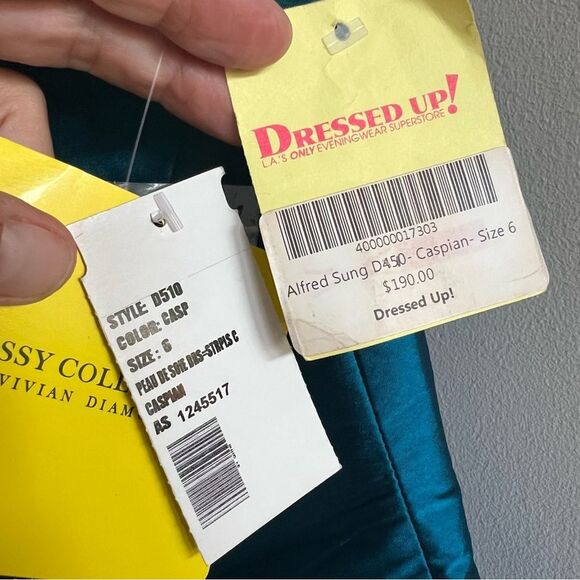 DRESSED UP!
L.A.'S ONLY EVENINGWEAR SUPERSTORE
400000017303
Alfred Sung D450- Caspian- Size 6
$190.00
Dressed Up!
STYLE: D510
COLOR: CASP
SIZE: 6
PEAU DE SOIE DRS-STRPLS C
CASPIAN
AS 1245517
SSY COLLE
VIVIAN DIAM